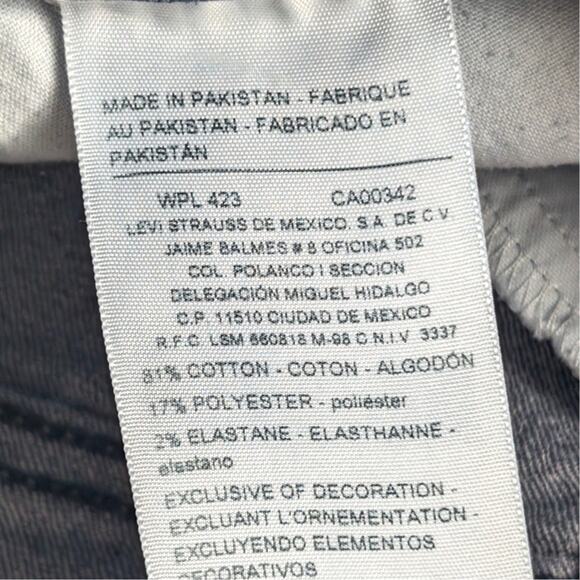 MADE IN PAKISTAN - FABRIQUE
AU PAKISTAN - FABRICADO EN
PAKISTÁN
WPL 423 CA00342
LEVI STRAUSS DE MEXICO. S.A. DE C V
JAIME BALMES # 8 OFICINA 502
COL. POLANCO I SECCION
DELEGACIÓN MIGUEL HIDALGO
C.P. 11510 CIUDAD DE MEXICO
R.F.C. LSM 860818 M-98 C N.I.V 3337
81% COTTON - COTON - ALGODÓN
17% POLYESTER - poliéster
2% ELASTANE - ELASTHANNE -
elastano
EXCLUSIVE OF DECORATION -
EXCLUANT L'ORNEMENTATION -
EXCLUYENDO ELEMENTOS
DECORATIVOS